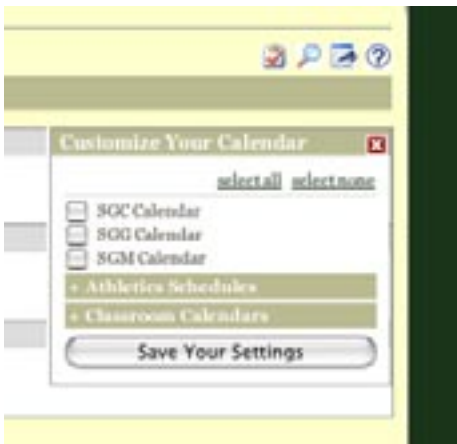 Customize Your Calendar
select all select none
SGC Calendar
SGG Calendar
SGM Calendar
+ Athletics Schedules
+ Classroom Calendars
Save Your Settings